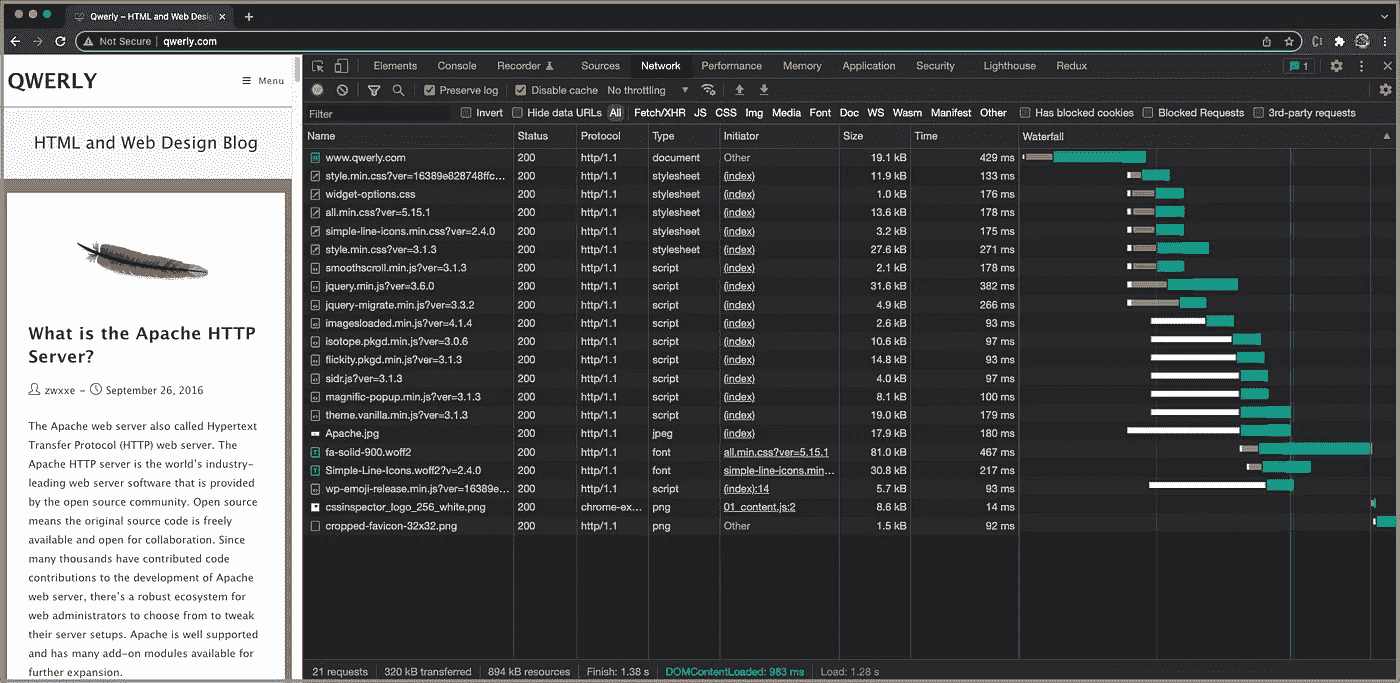 Qwerly – HTML and Web Desig
Not Secure | qwerly.com
QWERLY
Menu
HTML and Web Design Blog
What is the Apache HTTP
Server?
zwxxe – September 26, 2016
The Apache web server also called Hypertext
Transfer Protocol (HTTP) web server. The
Apache HTTP server is the world's industry-
leading web server software that is provided
by the open source community. Open source
means the original source code is freely
available and open for collaboration. Since
many thousands have contributed code
contributions to the development of Apache
web server, there's a robust ecosystem for
web administrators to choose from to tweak
their server setups. Apache is well supported
and has many add-on modules available for
further expansion.
Elements Console Recorder Sources Network Performance Memory Application Security Lighthouse Redux 1
Preserve log Disable cache No throttling
Filter Invert Hide data URLs All Fetch/XHR JS CSS Img Media Font Doc WS Wasm Manifest Other Has blocked cookies Blocked Requests 3rd-party requests
Name Status Protocol Type Initiator Size Time Waterfall
www.qwerly.com 200 http/1.1 document Other 19.1 kB 429 ms
style.min.css?ver=16389e828748ffc... 200 http/1.1 stylesheet (index) 11.9 kB 133 ms
widget-options.css 200 http/1.1 stylesheet (index) 1.0 kB 176 ms
all.min.css?ver=5.15.1 200 http/1.1 stylesheet (index) 13.6 kB 178 ms
simple-line-icons.min.css?ver=2.4.0 200 http/1.1 stylesheet (index) 3.2 kB 175 ms
style.min.css?ver=3.1.3 200 http/1.1 stylesheet (index) 27.6 kB 271 ms
smoothscroll.min.js?ver=3.1.3 200 http/1.1 script (index) 2.1 kB 178 ms
jquery.min.js?ver=3.6.0 200 http/1.1 script (index) 31.6 kB 382 ms
jquery-migrate.min.js?ver=3.3.2 200 http/1.1 script (index) 4.9 kB 266 ms
imagesloaded.min.js?ver=4.1.4 200 http/1.1 script (index) 2.6 kB 93 ms
isotope.pkgd.min.js?ver=3.0.6 200 http/1.1 script (index) 10.6 kB 97 ms
flickity.pkgd.min.js?ver=3.1.3 200 http/1.1 script (index) 14.8 kB 93 ms
sidr.js?ver=3.1.3 200 http/1.1 script (index) 4.0 kB 97 ms
magnific-popup.min.js?ver=3.1.3 200 http/1.1 script (index) 8.1 kB 100 ms
theme.vanilla.min.js?ver=3.1.3 200 http/1.1 script (index) 19.0 kB 179 ms
Apache.jpg 200 http/1.1 jpeg (index) 17.9 kB 180 ms
fa-solid-900.woff2 200 http/1.1 font all.min.css?ver=5.15.1 81.0 kB 467 ms
Simple-Line-Icons.woff2?v=2.4.0 200 http/1.1 font simple-line-icons.min... 30.8 kB 217 ms
wp-emoji-release.min.js?ver=16389e... 200 http/1.1 script (index):14 5.7 kB 93 ms
cssinspector_logo_256_white.png 200 chrome-ex... png 01_content.js:2 8.6 kB 14 ms
cropped-favicon-32x32.png 200 http/1.1 png Other 1.5 kB 92 ms
21 requests 320 kB transferred 894 kB resources Finish: 1.38 s DOMContentLoaded: 983 ms Load: 1.28 s